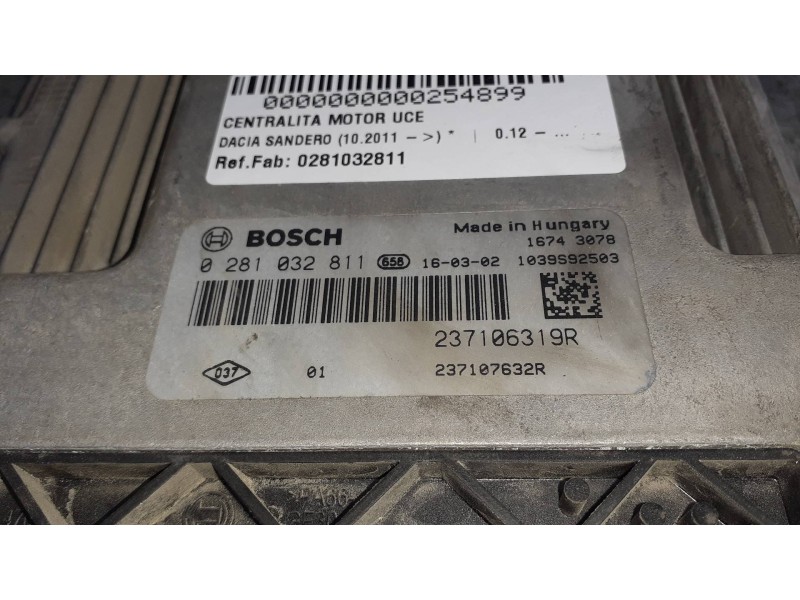 0000000000254899
CENTRALITA MOTOR UCE
DACIA SANDERO (10.2011 ->) * | 0.12 - ...
Ref.Fab: 0281032811
BOSCH
Made in Hungary
1674 3078
0 281 032 811 658 16-03-02 1039S92503
237106319R
037 01 237107632R